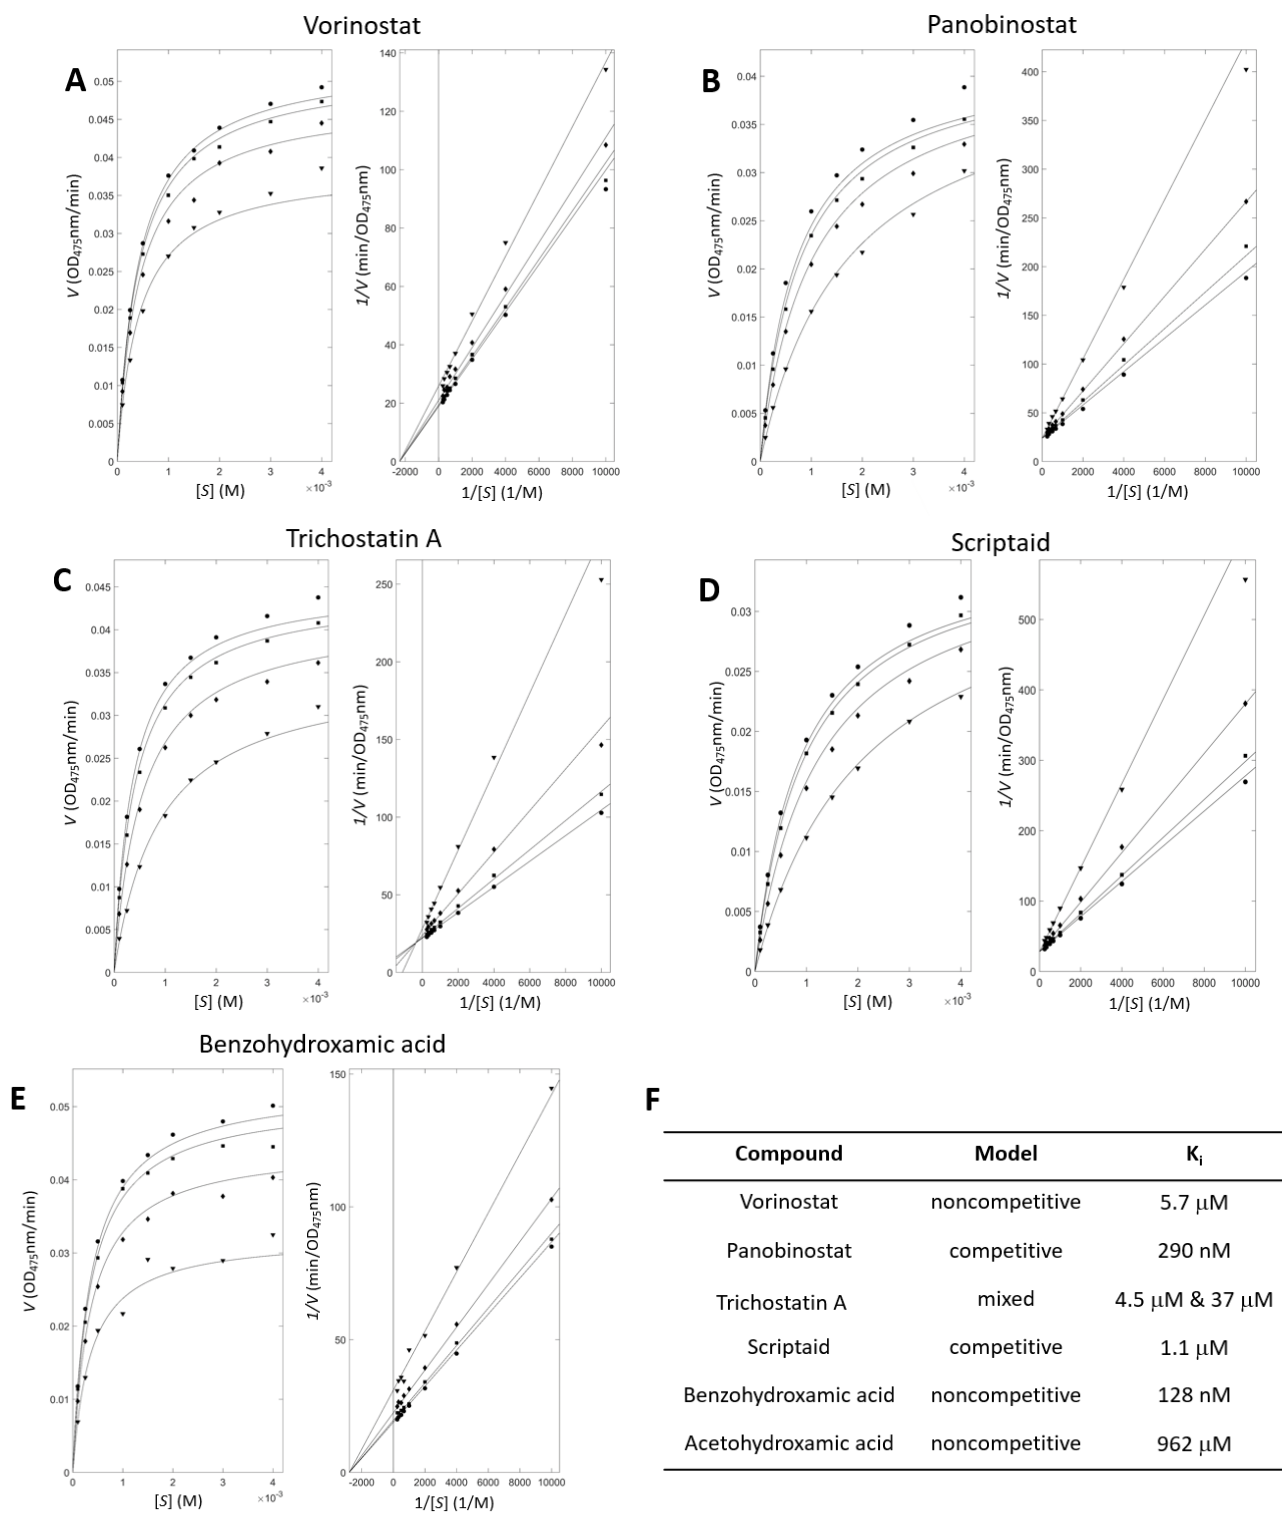 Vorinostat
Panobinostat
A
V (OD475nm/min)
0.05
0.045
0.04
0.035
0.03
0.025
0.02
0.015
0.01
0.005
0
0 1 2 3 4
×10-3
[S] (M)
1/V (min/OD475nm)
140
120
100
80
60
40
20
0
-2000 0 2000 4000 6000 8000 10000
1/[S] (1/M)
B
V (OD475nm/min)
0.04
0.035
0.03
0.025
0.02
0.015
0.01
0.005
0
0 1 2 3 4
×10-3
[S] (M)
1/V (min/OD475nm)
400
350
300
250
200
150
100
50
0
0 2000 4000 6000 8000 10000
1/[S] (1/M)
Trichostatin A
Scriptaid
C
V (OD475nm/min)
0.045
0.04
0.035
0.03
0.025
0.02
0.015
0.01
0.005
0
0 1 2 3 4
×10-3
[S] (M)
1/V (min/OD475nm)
250
200
150
100
50
0
0 2000 4000 6000 8000 10000
1/[S] (1/M)
D
V (OD475nm/min)
0.03
0.025
0.02
0.015
0.01
0.005
0
0 1 2 3 4
×10-3
[S] (M)
1/V (min/OD475nm)
500
400
300
200
100
0
0 2000 4000 6000 8000 10000
1/[S] (1/M)
Benzohydroxamic acid
E
V (OD475nm/min)
0.05
0.04
0.03
0.02
0.01
0
0 1 2 3 4
×10-3
[S] (M)
1/V (min/OD475nm)
150
100
50
0
-2000 0 2000 4000 6000 8000 10000
1/[S] (1/M)
F
Compound Model Ki
Vorinostat noncompetitive 5.7 μM
Panobinostat competitive 290 nM
Trichostatin A mixed 4.5 μM & 37 μM
Scriptaid competitive 1.1 μM
Benzohydroxamic acid noncompetitive 128 nM
Acetohydroxamic acid noncompetitive 962 μM